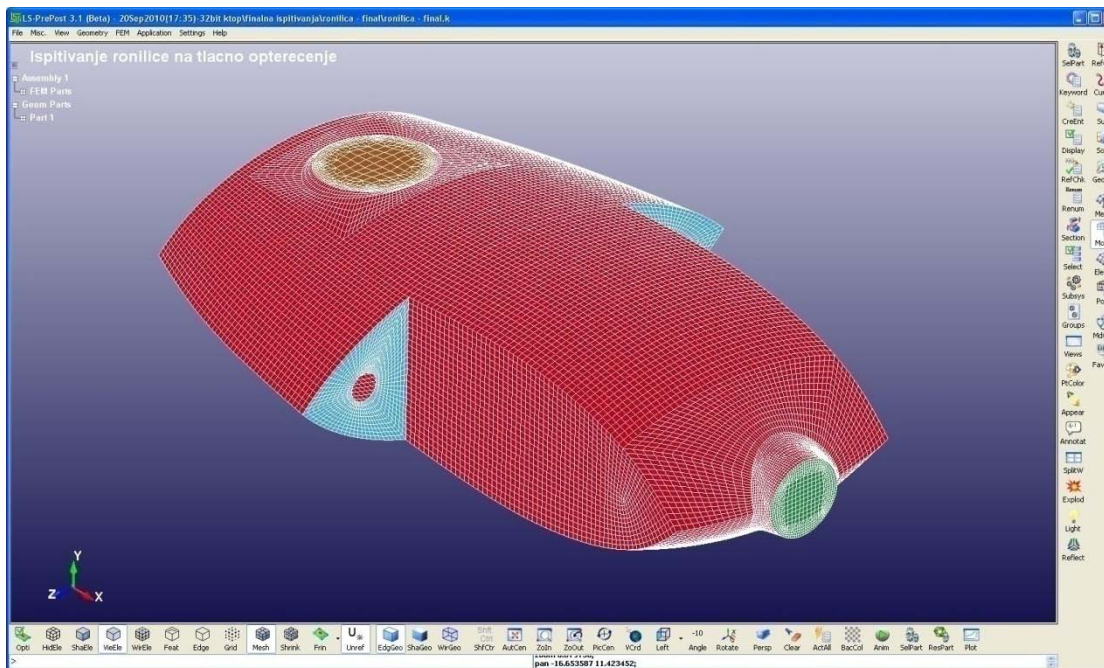 LS-PrePost 3.1 (Beta) - 20Sep2010(17:35)-32bit ktop\finalna ispitivanja\ronilica - final\ronilica - final.k
File Misc. View Geometry FEM Application Settings Help
Ispitivanje ronilice na tlacno opterecenje
Assembly 1
FEM Parts
Geom Parts
Part 1
SelPart
Keyword
CreEnt
Display
RefChk
Renum
Renum
Section
Select
Subsys
Groups
Views
PtColor
Appear
Annotat
SplitW
Explod
Light
Reflect
Y
Z X
Opti HidEle ShaEle VieEle WirEle Feat Edge Grid Mesh Shrink Frin Unref EdgGeo ShaGeo WirGeo ShfCtr AutCen ZoIn ZoOut PicCen VCrd Left -10 Angle Rotate Persp Clear ActAll BacCol Anim SelPart ResPart Plot
>
pan -16.653587 11.423452;